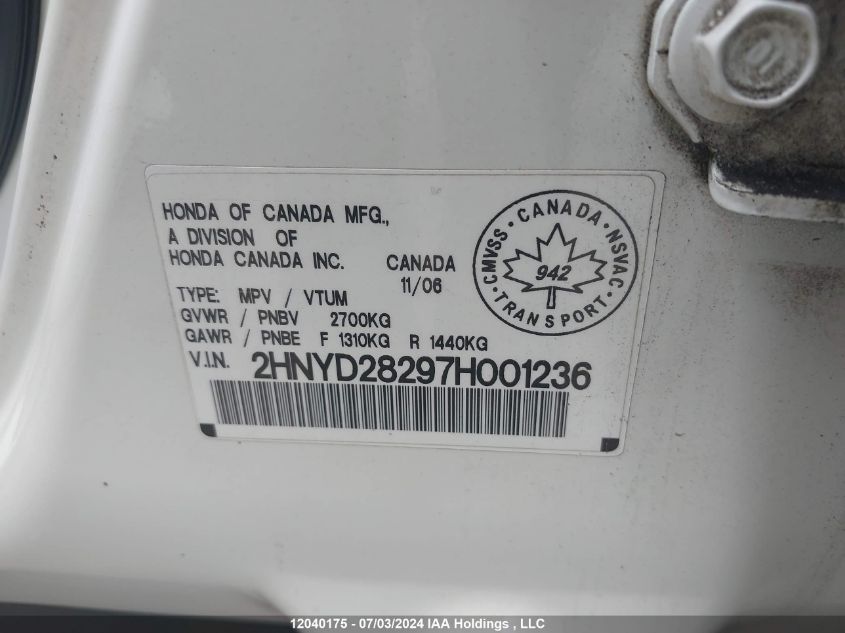 HONDA OF CANADA MFG.,
A DIVISION OF
HONDA CANADA INC. CANADA
11/06
TYPE: MPV / VTUM
GVWR / PNBV 2700KG
GAWR / PNBE F 1310KG R 1440KG
V.I.N. 2HNYD28297H001236
CMVSS · CANADA · NSVAC
942
· TRANSPORT ·
12040175 - 07/03/2024 IAA Holdings , LLC